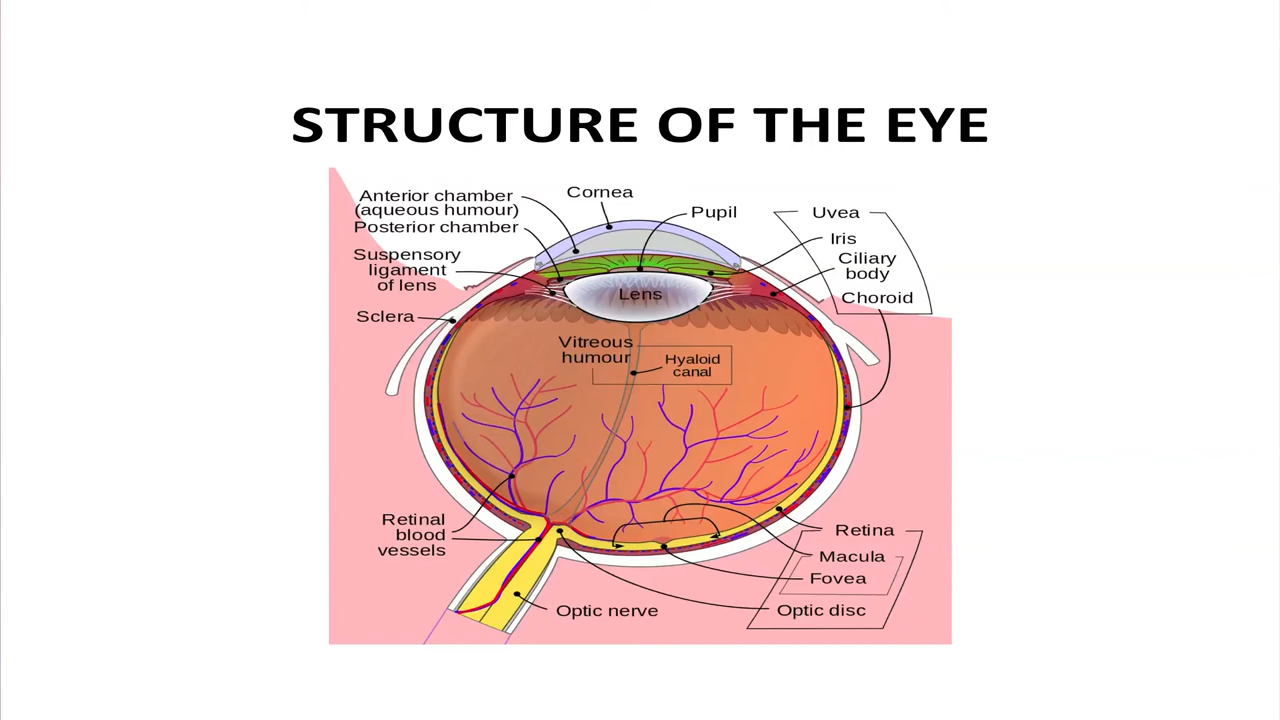 STRUCTURE OF THE EYE
Anterior chamber
(aqueous humour)
Posterior chamber
Suspensory
ligament
of lens
Sclera
Cornea
Pupil
Uvea
Iris
Ciliary
body
Choroid
Lens
Vitreous
humour
Hyaloid
canal
Retinal
blood
vessels
Optic nerve
Retina
Macula
Fovea
Optic disc